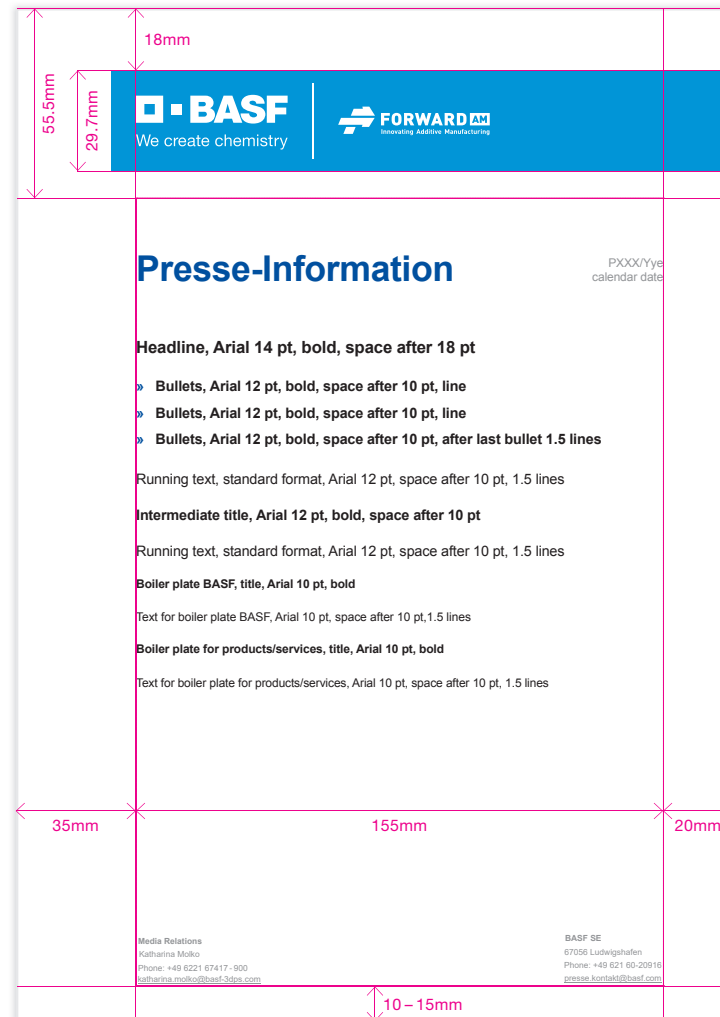 18mm
55.5mm
29.7mm
BASF
We create chemistry
FORWARD AM
Innovating Additive Manufacturing
Presse-Information
PXXX/Yye
calendar date
Headline, Arial 14 pt, bold, space after 18 pt
» Bullets, Arial 12 pt, bold, space after 10 pt, line
» Bullets, Arial 12 pt, bold, space after 10 pt, line
» Bullets, Arial 12 pt, bold, space after 10 pt, after last bullet 1.5 lines
Running text, standard format, Arial 12 pt, space after 10 pt, 1.5 lines
Intermediate title, Arial 12 pt, bold, space after 10 pt
Running text, standard format, Arial 12 pt, space after 10 pt, 1.5 lines
Boiler plate BASF, title, Arial 10 pt, bold
Text for boiler plate BASF, Arial 10 pt, space after 10 pt,1.5 lines
Boiler plate for products/services, title, Arial 10 pt, bold
Text for boiler plate for products/services, Arial 10 pt, space after 10 pt, 1.5 lines
35mm
155mm
20mm
Media Relations
Katharina Molko
Phone: +49 6221 67417-900
katharina.molko@basf-3dps.com
BASF SE
67056 Ludwigshafen
Phone: +49 621 60-20916
presse.kontakt@basf.com
10–15mm